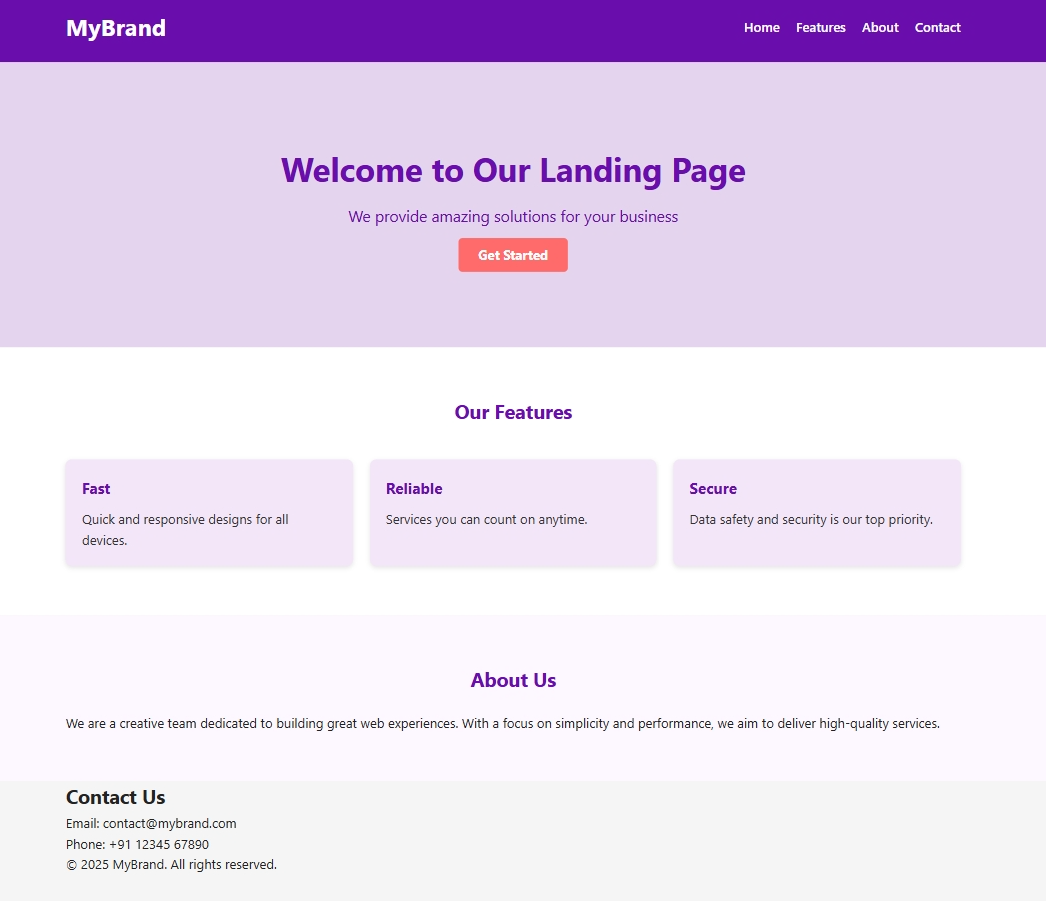 MyBrand
Home Features About Contact
Welcome to Our Landing Page
We provide amazing solutions for your business
Get Started
Our Features
Fast
Quick and responsive designs for all
devices.
Reliable
Services you can count on anytime.
Secure
Data safety and security is our top priority.
About Us
We are a creative team dedicated to building great web experiences. With a focus on simplicity and performance, we aim to deliver high-quality services.
Contact Us
Email: contact@mybrand.com
Phone: +91 12345 67890
© 2025 MyBrand. All rights reserved.